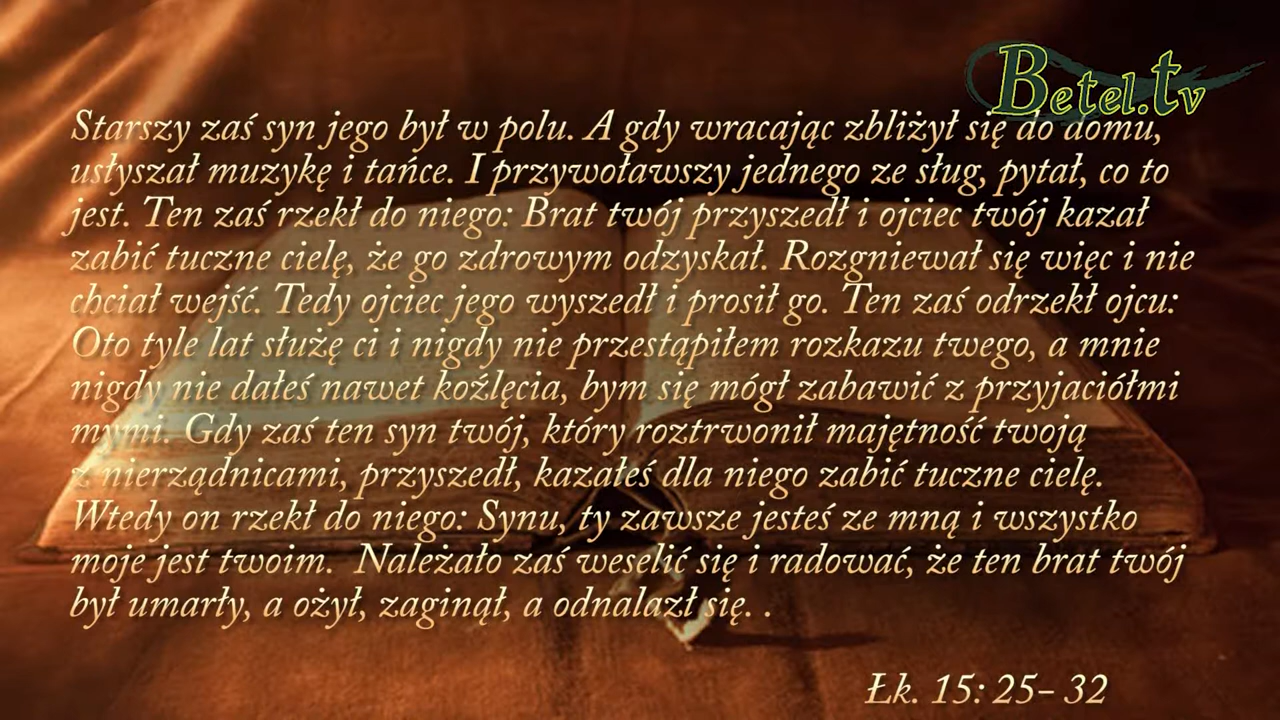 Betel.tv
Starszy zaś syn jego był w polu. A gdy wracając zbliżył się do domu,
usłyszał muzykę i tańce. I przywoławszy jednego ze sług, pytał, co to
jest. Ten zaś rzekł do niego: Brat twój przyszedł i ojciec twój kazał
zabić tuczne cielę, że go zdrowym odzyskał. Rozgniewał się więc i nie
chciał wejść. Tedy ojciec jego wyszedł i prosił go. Ten zaś odrzekł ojcu:
Oto tyle lat służę ci i nigdy nie przestąpiłem rozkazu twego, a mnie
nigdy nie dałeś nawet koźlęcia, bym się mógł zabawić z przyjaciółmi
mymi. Gdy zaś ten syn twój, który roztrwonił majętność twoją
z nierządnicami, przyszedł, kazałeś dla niego zabić tuczne cielę.
Wtedy on rzekł do niego: Synu, ty zawsze jesteś ze mną i wszystko
moje jest twoim.  Należało zaś weselić się i radować, że ten brat twój
był umarły, a ożył, zaginął, a odnalazł się. .
Łk. 15: 25- 32